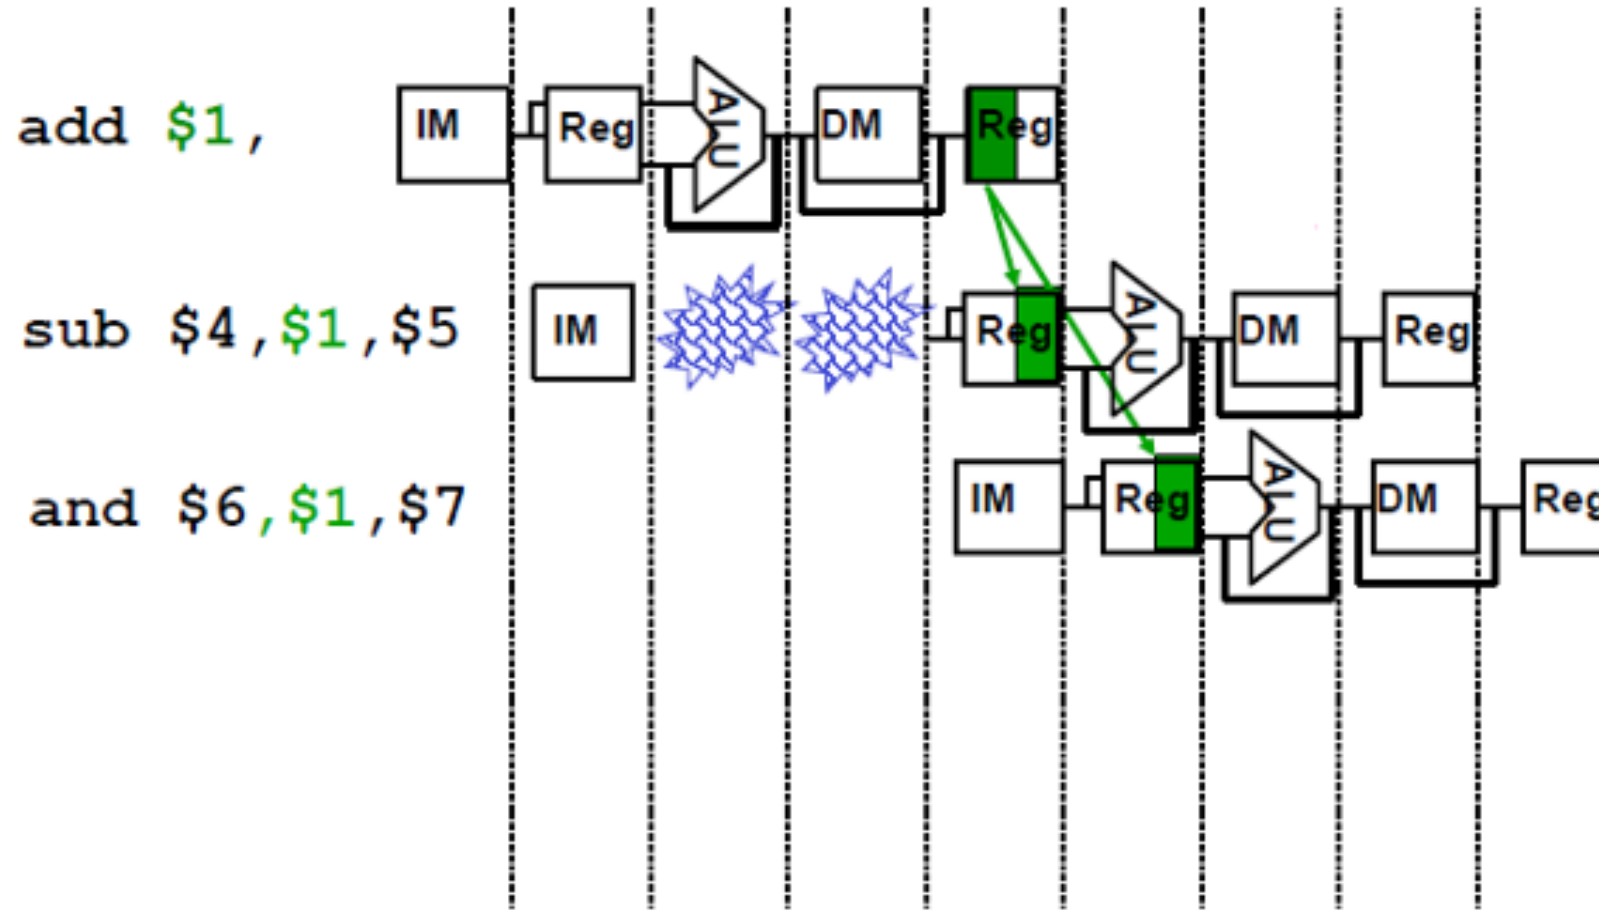 add $1, IM Reg ALU DM Reg
sub $4,$1,$5 IM Reg ALU DM Reg
and $6,$1,$7 IM Reg ALU DM Reg